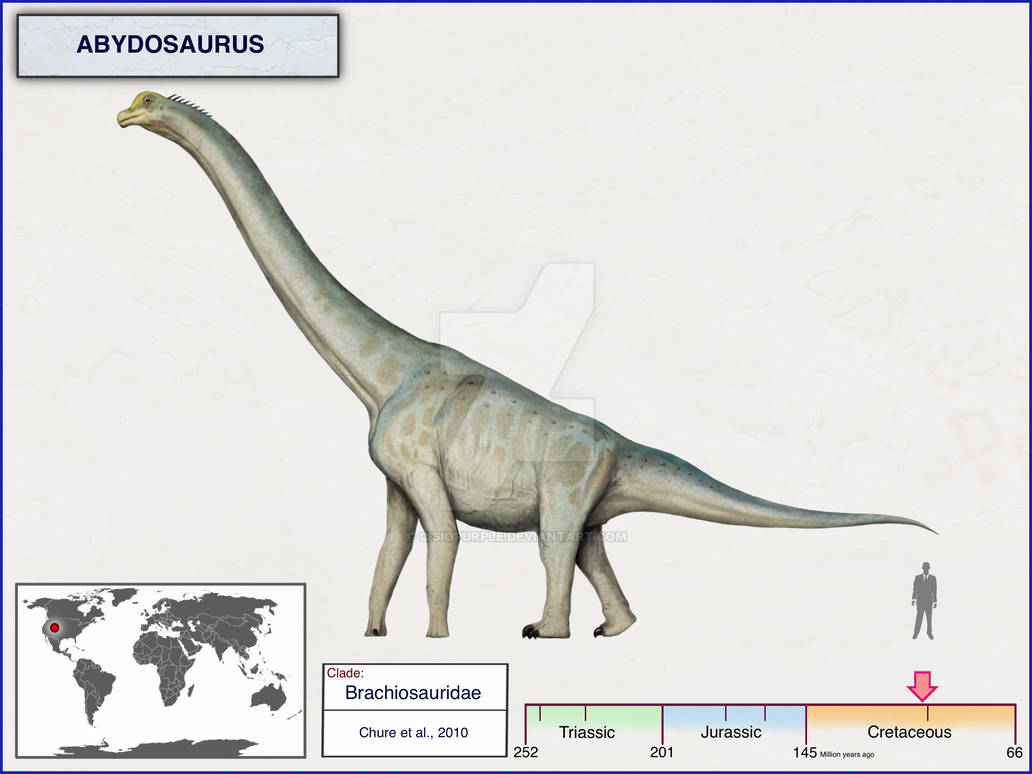 ABYDOSAURUS
Clade:
Brachiosauridae
Chure et al., 2010
Triassic
Jurassic
Cretaceous
252
201
145 Million years ago
66